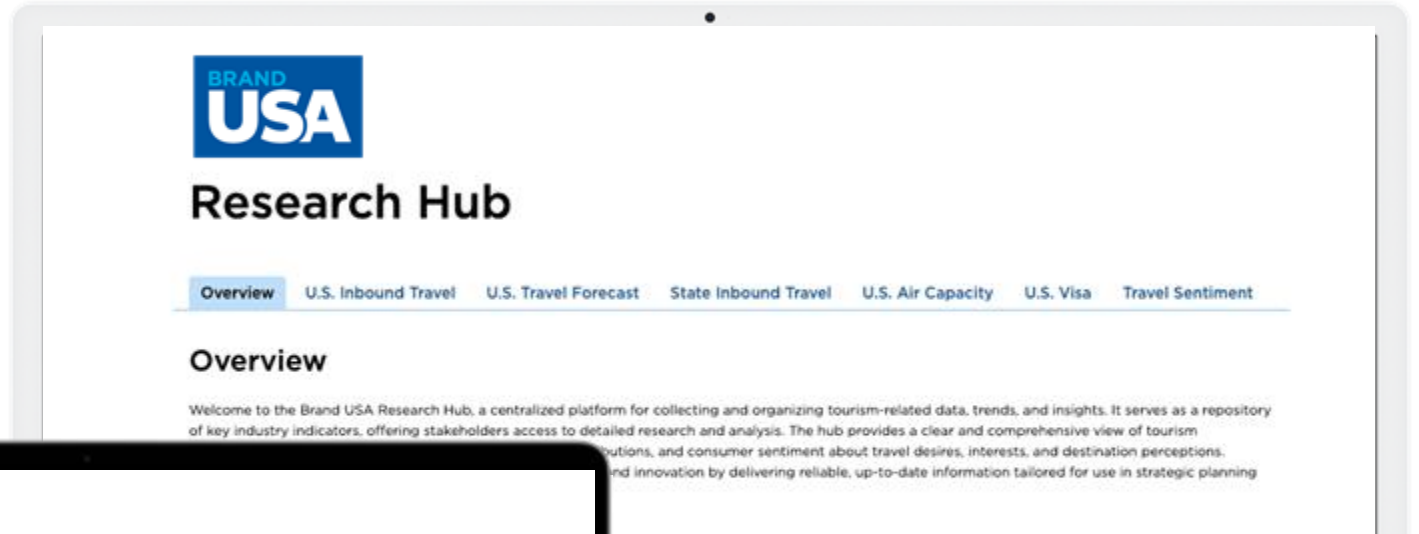 BRAND
USA
Research Hub
Overview U.S. Inbound Travel U.S. Travel Forecast State Inbound Travel U.S. Air Capacity U.S. Visa Travel Sentiment
Overview
Welcome to the Brand USA Research Hub, a centralized platform for collecting and organizing tourism-related data, trends, and insights. It serves as a repository
of key industry indicators, offering stakeholders access to detailed research and analysis. The hub provides a clear and comprehensive view of tourism
and consumer sentiment about travel desires, interests, and destination perceptions.
innovation by delivering reliable, up-to-date information tailored for use in strategic planning